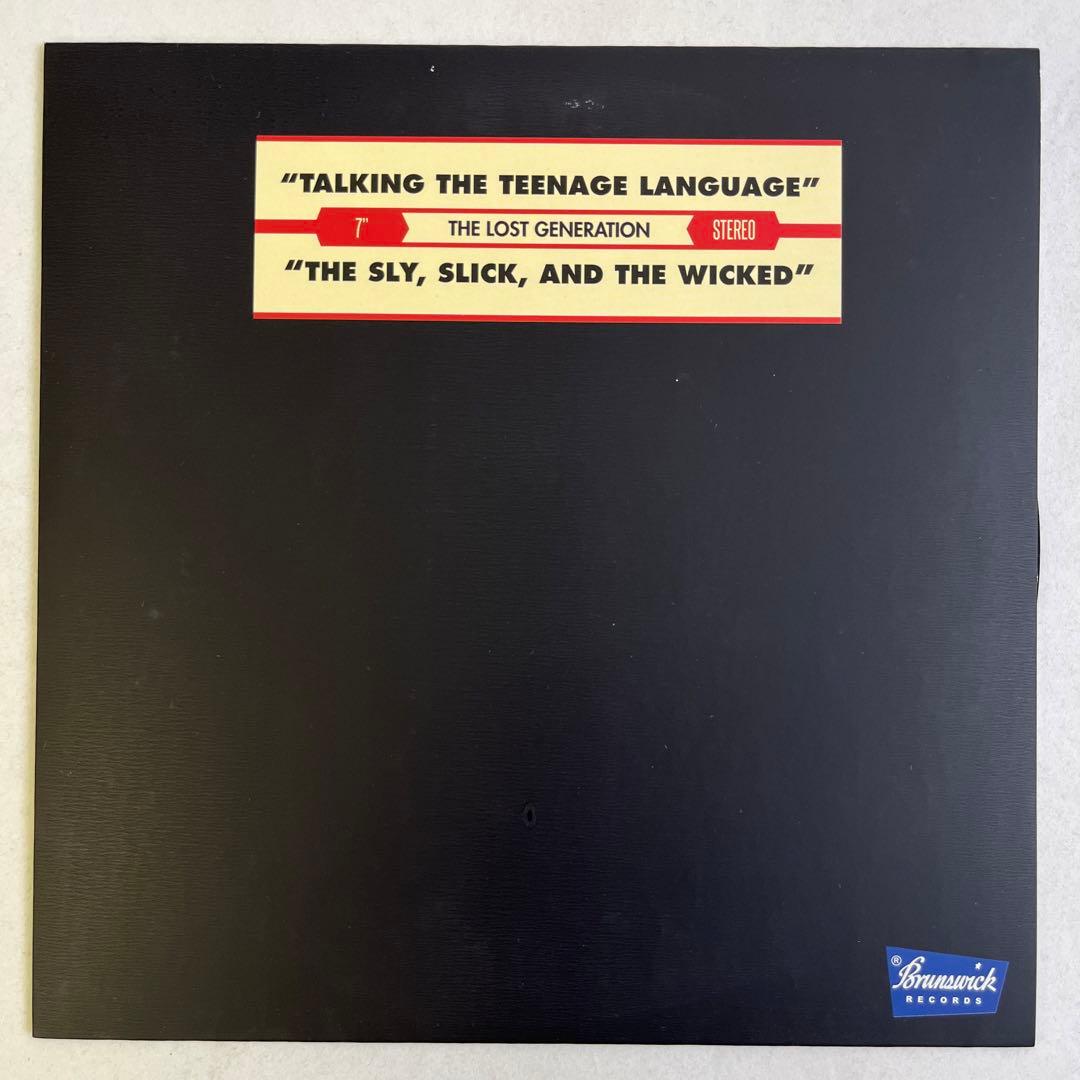 “TALKING THE TEENAGE LANGUAGE”
7” THE LOST GENERATION STEREO
“THE SLY, SLICK, AND THE WICKED”
® Brunswick
RECORDS